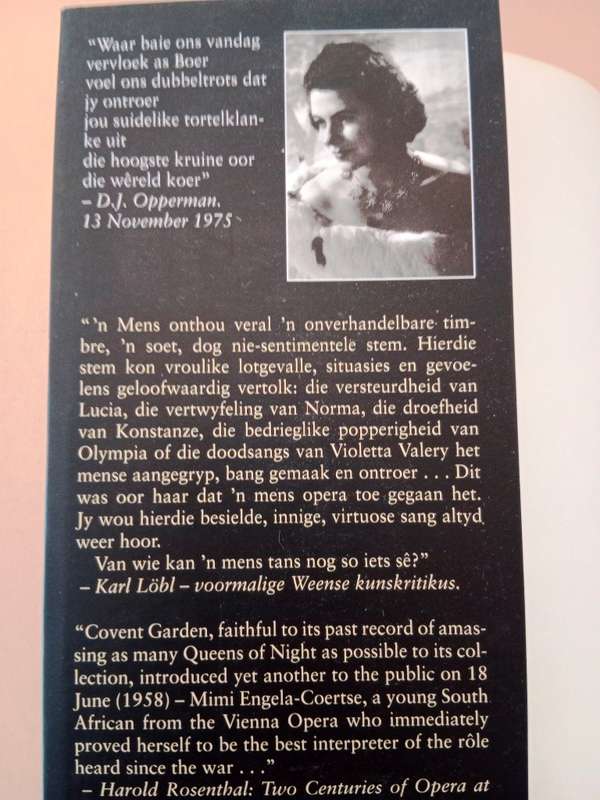 “Waar baie ons vandag
vervloek as Boer
voel ons dubbeltrots dat
jy ontroer
jou suidelike tortelklan-
ke uit
die hoogste kruine oor
die wêreld koer”
– D.J. Opperman.
13 November 1975
“’n Mens onthou veral ’n onverhandelbare tim-
bre, ’n soet, dog nie-sentimentele stem. Hierdie
stem kon vroulike lotgevalle, situasies en gevoe-
lens geloofwaardig vertolk: die versteurdheid van
Lucia, die vertwyfeling van Norma, die droefheid
van Konstanze, die bedrieglike popperigheid van
Olympia of die doodsangs van Violetta Valery het
mense aangegryp, bang gemaak en ontroer . . . Dit
was oor haar dat ’n mens opera toe gegaan het.
Jy wou hierdie besielde, innige, virtuose sang altyd
weer hoor.
Van wie kan ’n mens tans nog so iets sê?”
– Karl Löbl – voormalige Weense kunskritikus.
“Covent Garden, faithful to its past record of amas-
sing as many Queens of Night as possible to its col-
lection, introduced yet another to the public on 18
June (1958) – Mimi Engela-Coertse, a young South
African from the Vienna Opera who immediately
proved herself to be the best interpreter of the rôle
heard since the war . . .”
– Harold Rosenthal: Two Centuries of Opera at